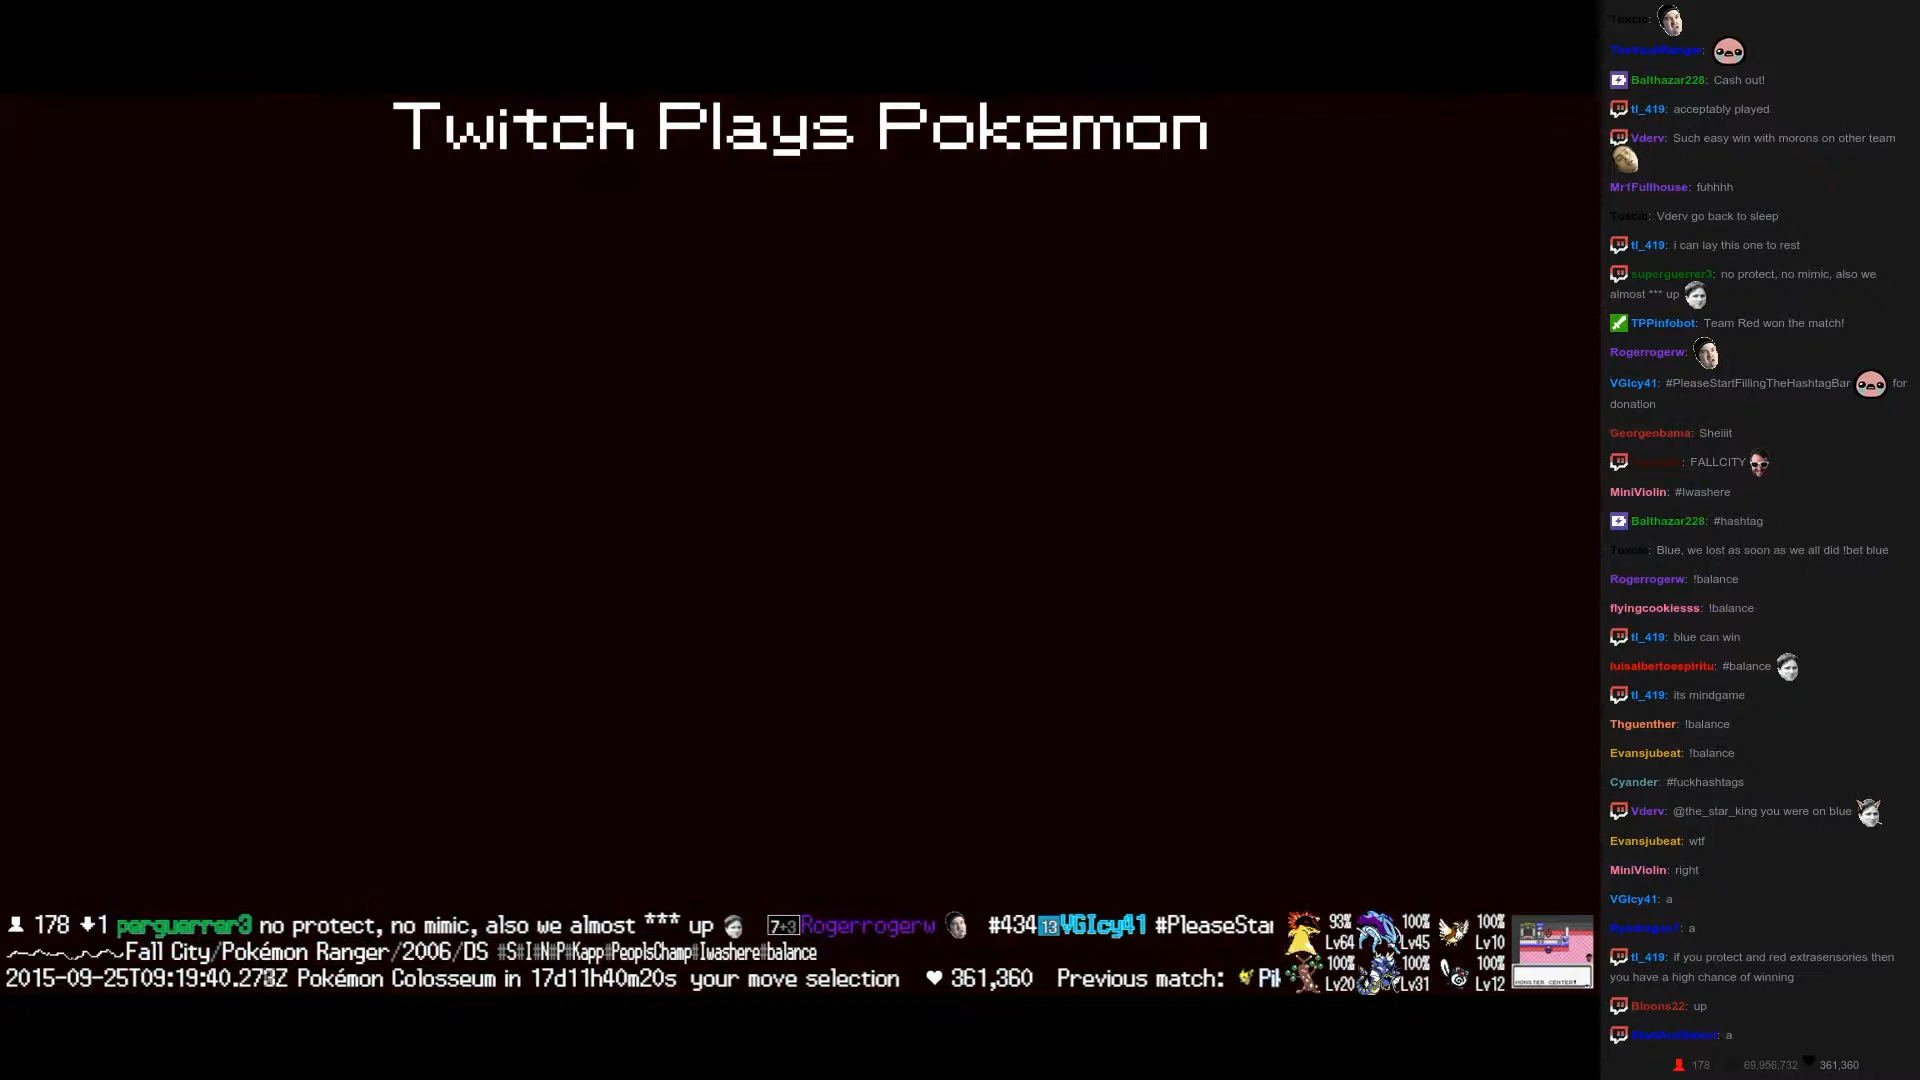 Twitch Plays Pokemon
178 1 perguerrer3 no protect, no mimic, also we almost *** up 7+3 Rogerrogerw #434 13 VGIcy41 #PleaseStar
Fall City/Pokémon Ranger/2006/DS #S#I#N#P#Kapp#PeoplsChamp#Iwashere#balance
Pokémon Colosseum in 17d11h40m20s your move selection 361,360 Previous match: Pik
93% 100% 100%
Lv64 Lv45 Lv10
100% 100% 100%
Lv20 Lv31 Lv12
MONSTER CENTER!
Toxcic:
TheVaultRanger:
Balthazar228: Cash out!
tl_419: acceptably played
Vderv: Such easy win with morons on other team
Mr1Fullhouse: fuhhhh
Vderv go back to sleep
tl_419: i can lay this one to rest
superguerrer3: no protect, no mimic, also we
almost *** up
TPPinfobot: Team Red won the match!
Rogerrogerw:
VGIcy41: #PleaseStartFillingTheHashtagBar for
donation
Georgeobama: Sheiiit
: FALLCITY
MiniViolin: #Iwashere
Balthazar228: #hashtag
Blue, we lost as soon as we all did !bet blue
Rogerrogerw: !balance
flyingcookiesss: !balance
tl_419: blue can win
luisalbertoespiritu: #balance
tl_419: its mindgame
Thguenther: !balance
Evansjubeat: !balance
Cyander: #fuckhashtags
Vderv: @the_star_king you were on blue
Evansjubeat: wtf
MiniViolin: right
VGIcy41: a
a
tl_419: if you protect and red extrasensories then
you have a high chance of winning
Bloons22: up
a
178 69,956,732 361,360